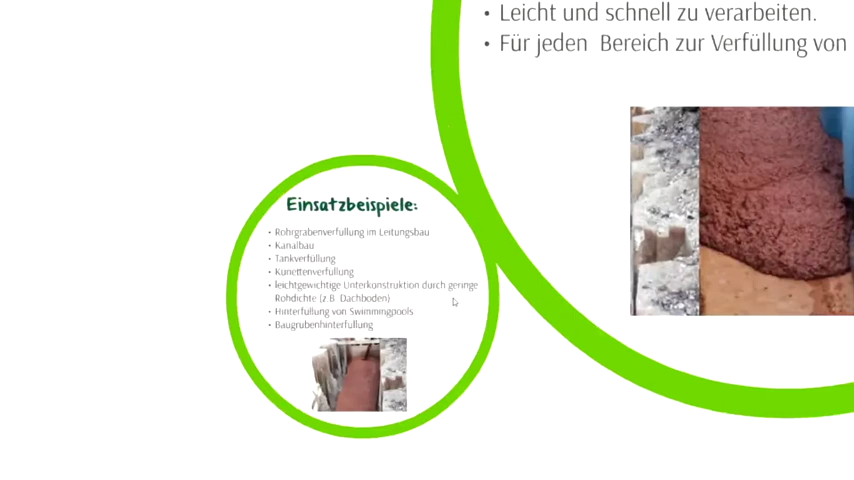 • Leicht und schnell zu verarbeiten.
• Für jeden Bereich zur Verfüllung von
Einsatzbeispiele:
• Rohrgrabenverfüllung im Leitungsbau
• Kanalbau
• Tankverfüllung
• Künettenverfüllung
• leichtgewichtige Unterkonstruktion durch geringe
Rohdichte (z.B. Dachboden)
• Hinterfüllung von Swimmingpools
• Baugrubenhinterfüllung